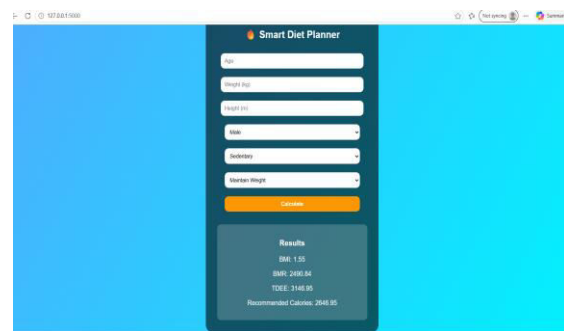 127.0.0.1:5000
Not syncing
🔥 Smart Diet Planner
Age
Weight (kg)
Height (m)
Male
Sedentary
Maintain Weight
Calculate
Results
BMI: 1.55
BMR: 2490.84
TDEE: 3148.95
Recommended Calories: 2648.95